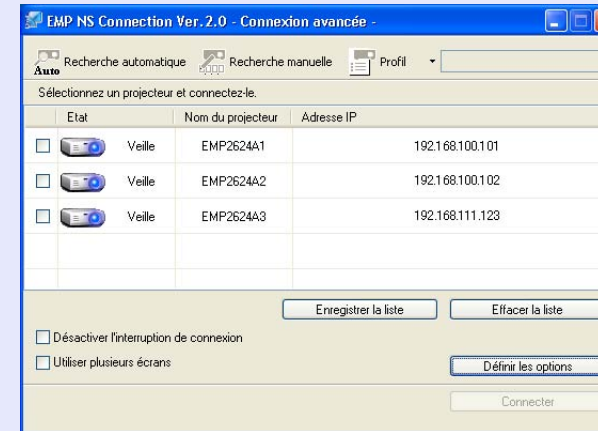 EMP NS Connection Ver.2.0 - Connexion avancée -
Auto Recherche automatique Recherche manuelle Profil
Sélectionnez un projecteur et connectez-le.
Etat Nom du projecteur Adresse IP
Veille EMP2624A1 192.168.100.101
Veille EMP2624A2 192.168.100.102
Veille EMP2624A3 192.168.111.123
Enregistrer la liste Effacer la liste
Désactiver l'interruption de connexion
Utiliser plusieurs écrans
Définir les options
Connecter